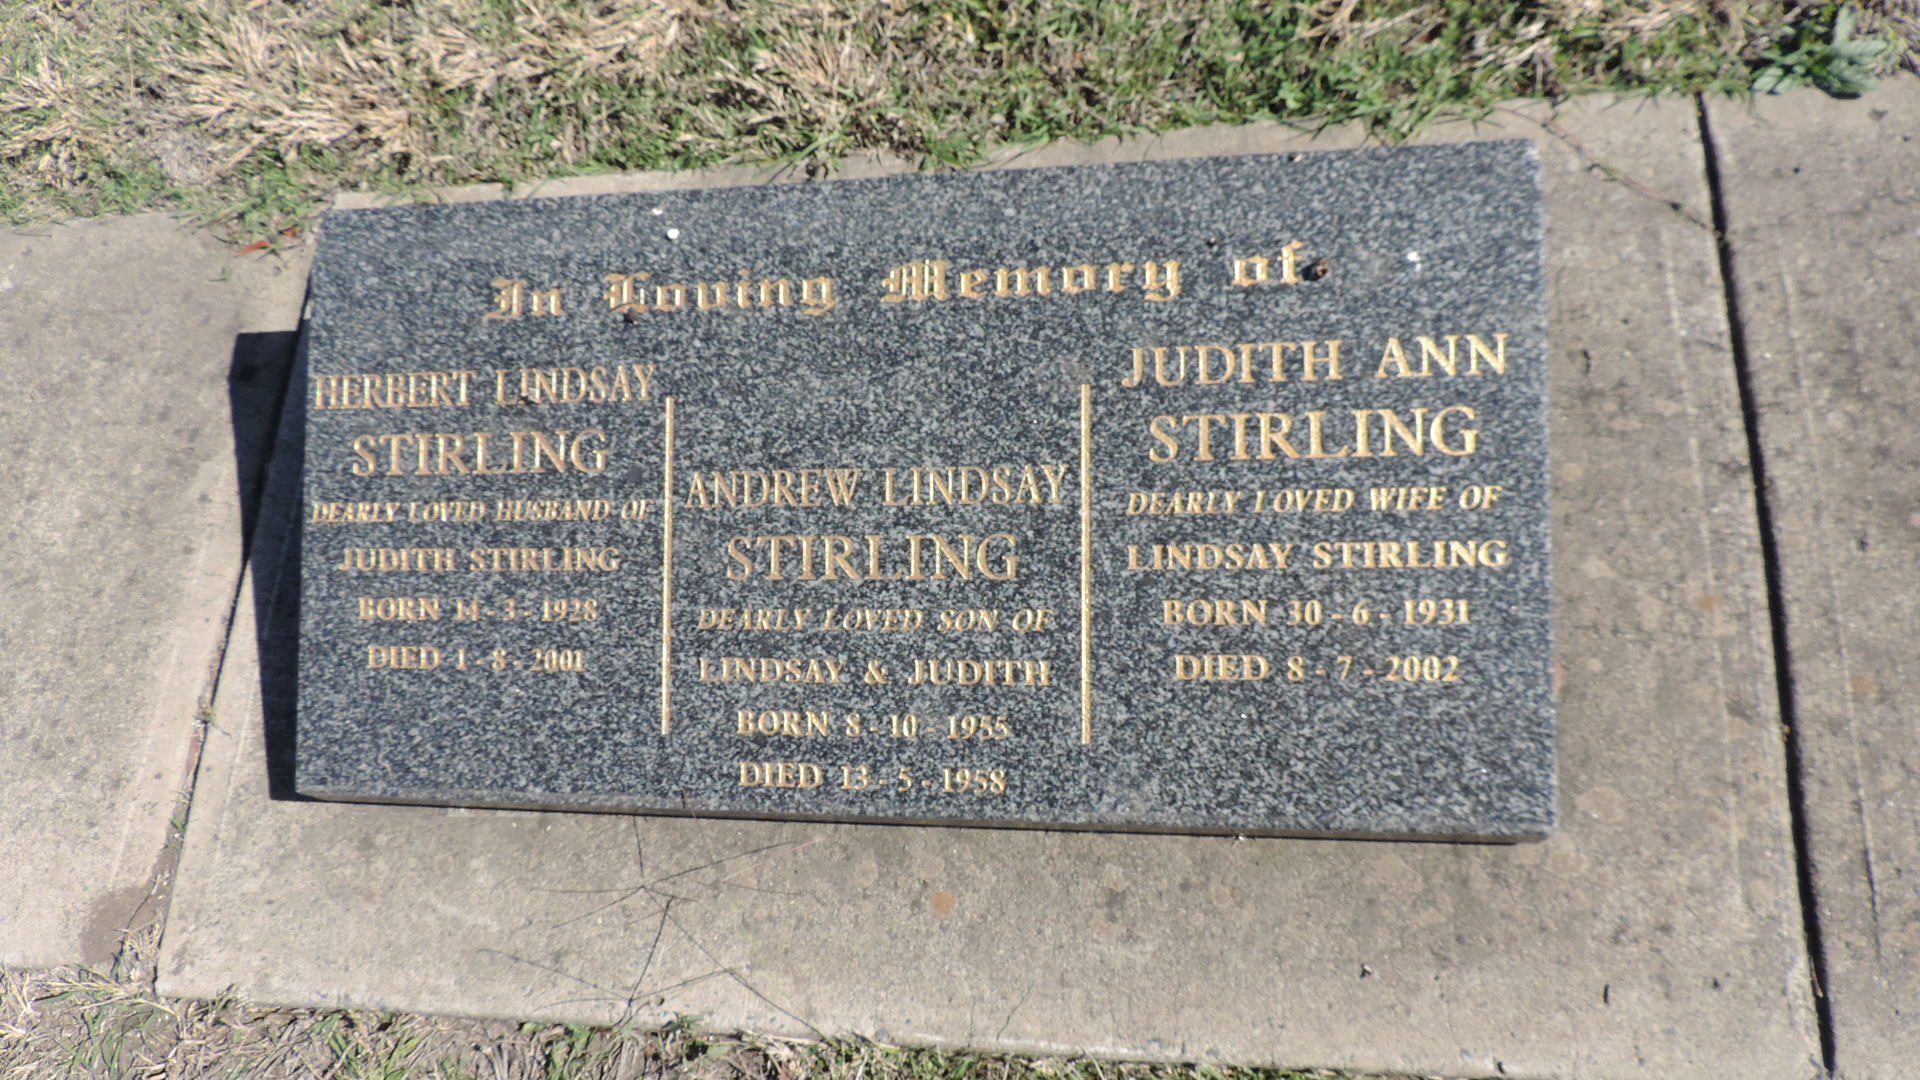 In Loving Memory of
HERBERT LINDSAY
STIRLING
DEARLY LOVED HUSBAND OF
JUDITH STIRLING
BORN 14-3-1928
DIED 1-8-2001
ANDREW LINDSAY
STIRLING
DEARLY LOVED SON OF
LINDSAY & JUDITH
BORN 8-10-1955
DIED 13-5-1958
JUDITH ANN
STIRLING
DEARLY LOVED WIFE OF
LINDSAY STIRLING
BORN 30-6-1931
DIED 8-7-2002